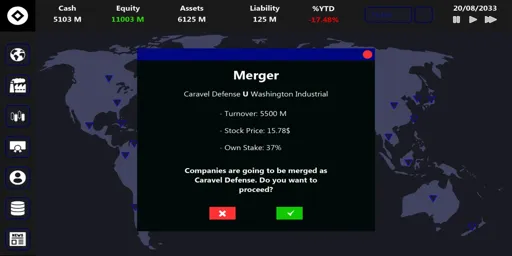 Cash Equity Assets Liability %YTD 20/08/2033
5103 M 11003 M 6125 M 125 M -17.48%
Merger
Caravel Defense U Washington Industrial
· Turnover: 5500 M
· Stock Price: 15.78$
· Own Stake: 37%
Companies are going to be merged as
Caravel Defense. Do you want to
proceed?
NEWS